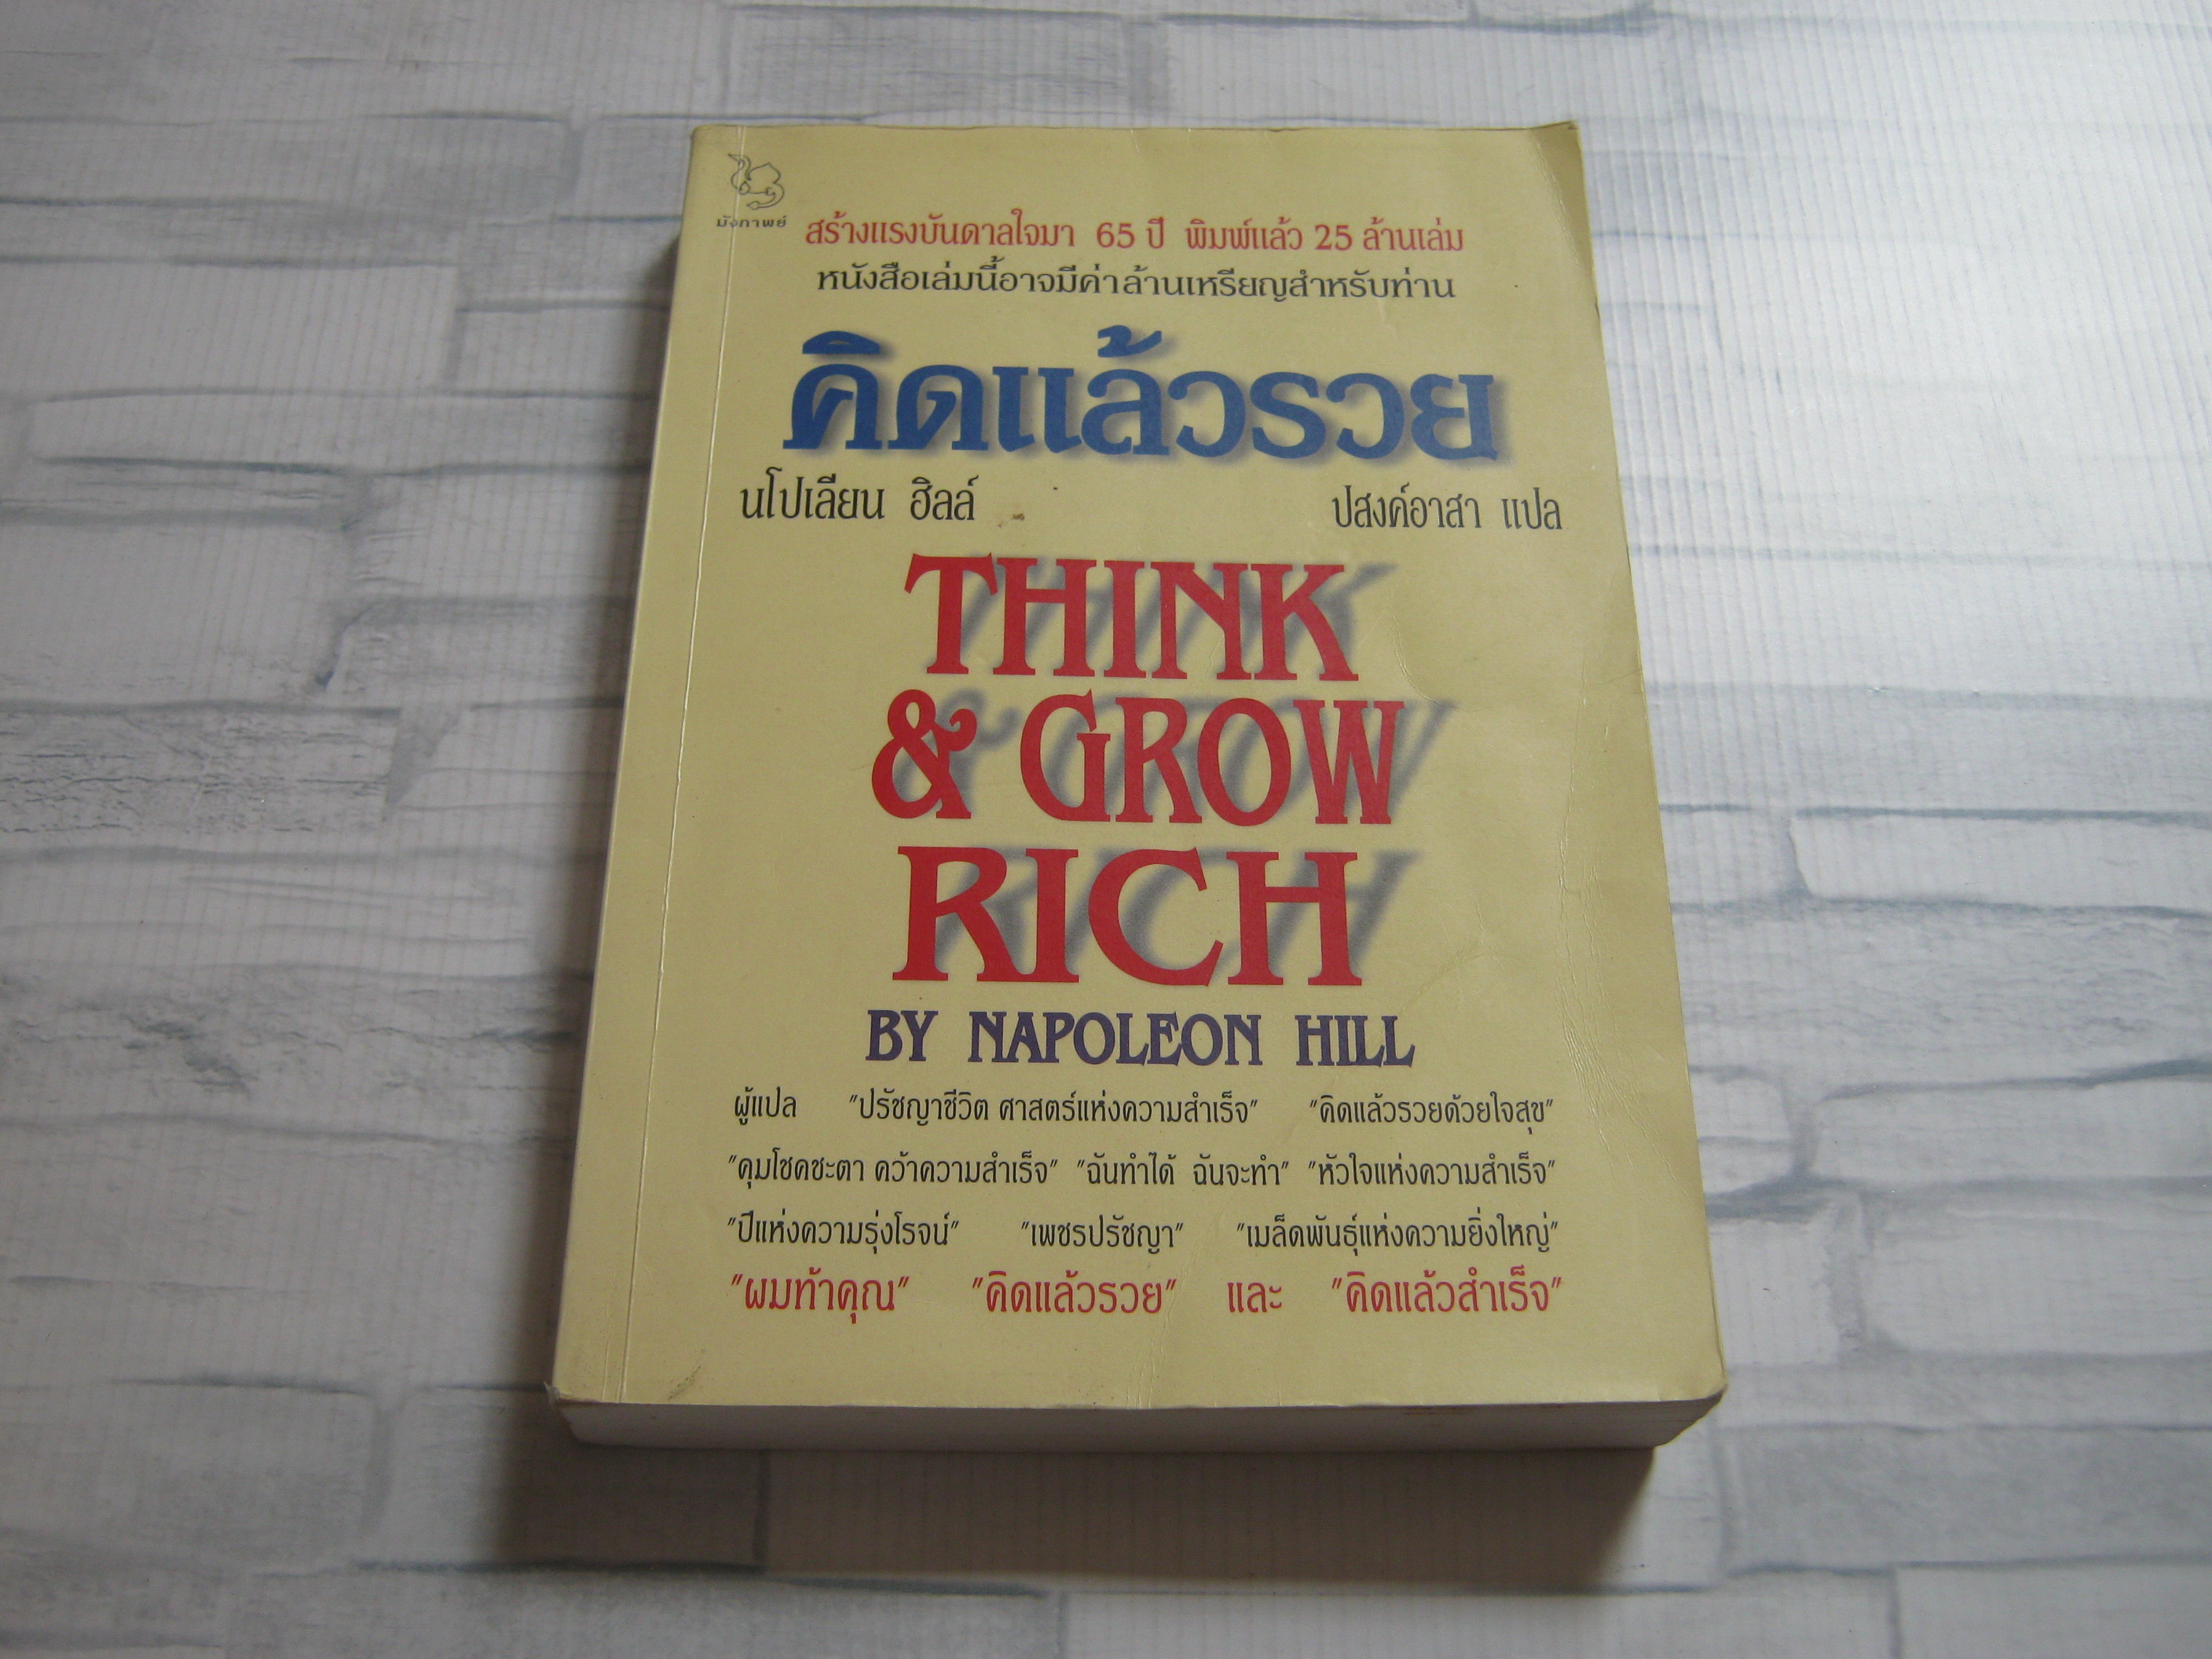 มังกาพย์
สร้างแรงบันดาลใจมา 65 ปี พิมพ์แล้ว 25 ล้านเล่ม
หนังสือเล่มนี้อาจมีค่าล้านเหรียญสำหรับท่าน
คิดแล้วรวย
นโปเลียน ฮิลล์ ปสงค์อาสา แปล
THINK
& GROW
RICH
BY NAPOLEON HILL
ผู้แปล "ปรัชญาชีวิต ศาสตร์แห่งความสำเร็จ" "คิดแล้วรวยด้วยใจสุข"
"คุมโชคชะตา คว้าความสำเร็จ" "ฉันทำได้ ฉันจะทำ" "หัวใจแห่งความสำเร็จ"
"ปีแห่งความรุ่งโรจน์" "เพชรปรัชญา" "เมล็ดพันธุ์แห่งความยิ่งใหญ่"
"ผมท้าคุณ" "คิดแล้วรวย" และ "คิดแล้วสำเร็จ"